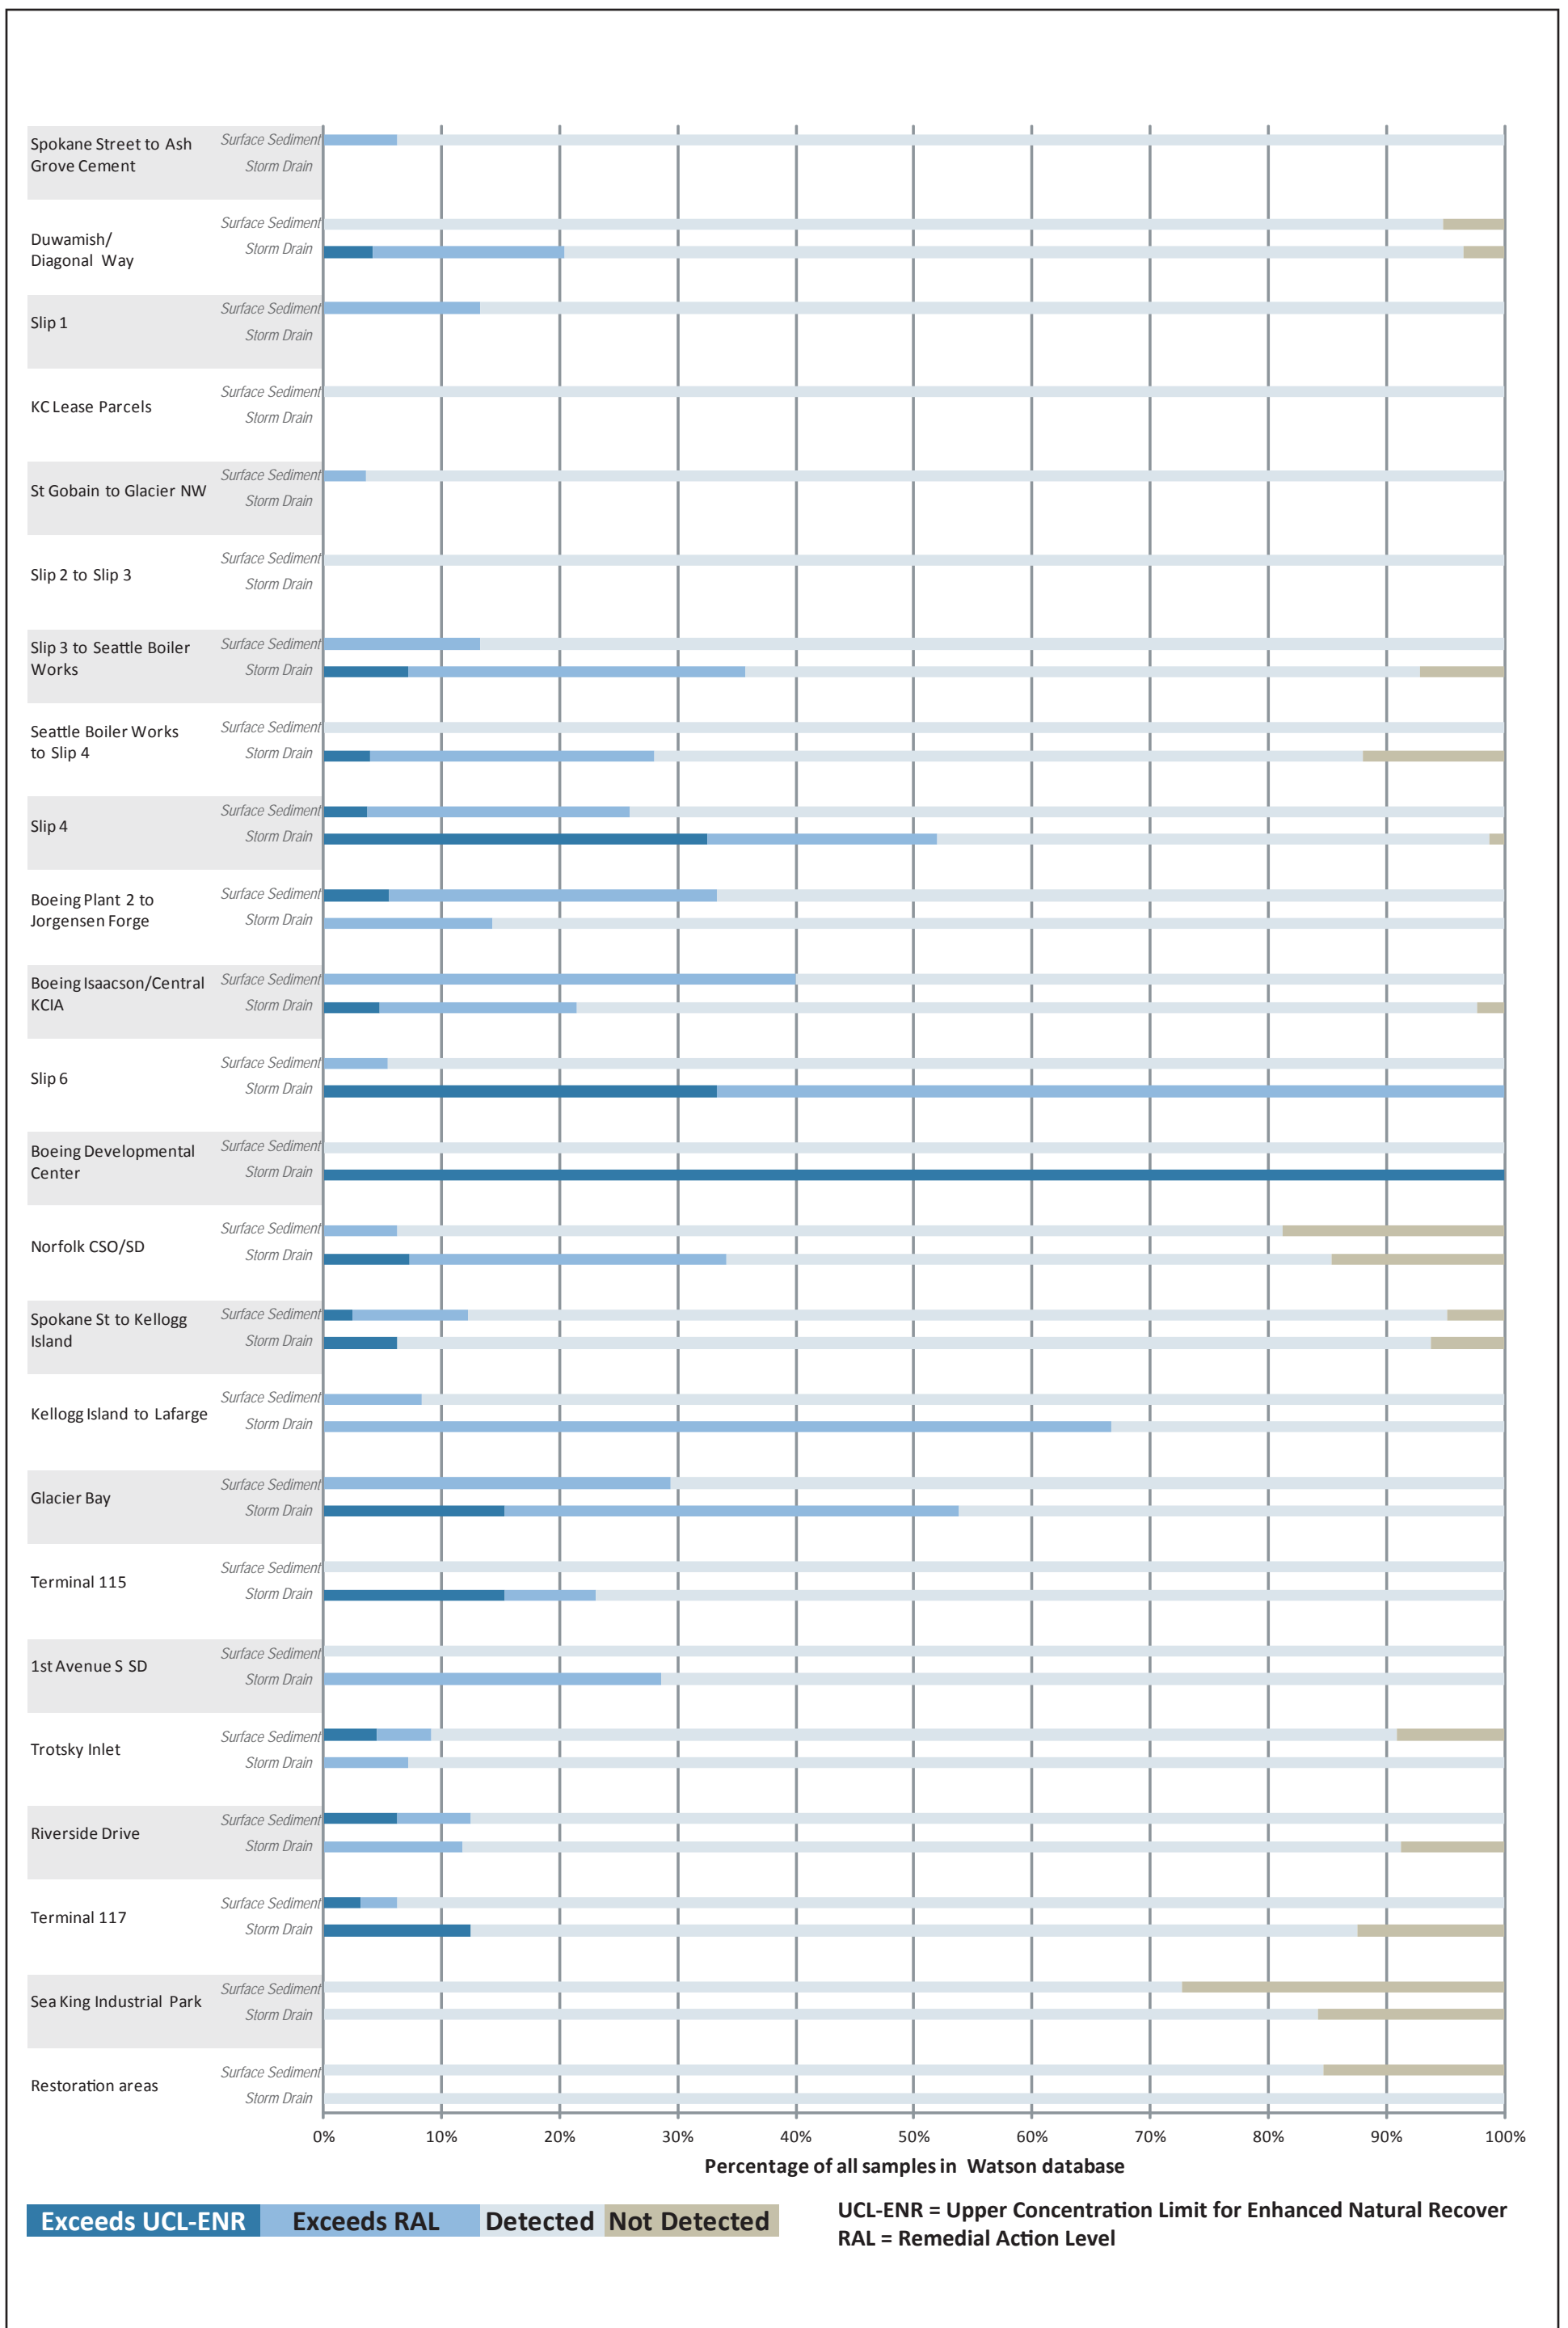 Spokane Street to Ash
Grove Cement
Surface Sediment
Storm Drain
Duwamish/
Diagonal Way
Surface Sediment
Storm Drain
Slip 1
Surface Sediment
Storm Drain
KC Lease Parcels
Surface Sediment
Storm Drain
St Gobain to Glacier NW
Surface Sediment
Storm Drain
Slip 2 to Slip 3
Surface Sediment
Storm Drain
Slip 3 to Seattle Boiler
Works
Surface Sediment
Storm Drain
Seattle Boiler Works
to Slip 4
Surface Sediment
Storm Drain
Slip 4
Surface Sediment
Storm Drain
Boeing Plant 2 to
Jorgensen Forge
Surface Sediment
Storm Drain
Boeing Isaacson/Central
KCIA
Surface Sediment
Storm Drain
Slip 6
Surface Sediment
Storm Drain
Boeing Developmental
Center
Surface Sediment
Storm Drain
Norfolk CSO/SD
Surface Sediment
Storm Drain
Spokane St to Kellogg
Island
Surface Sediment
Storm Drain
Kellogg Island to Lafarge
Surface Sediment
Storm Drain
Glacier Bay
Surface Sediment
Storm Drain
Terminal 115
Surface Sediment
Storm Drain
1st Avenue S SD
Surface Sediment
Storm Drain
Trotsky Inlet
Surface Sediment
Storm Drain
Riverside Drive
Surface Sediment
Storm Drain
Terminal 117
Surface Sediment
Storm Drain
Sea King Industrial Park
Surface Sediment
Storm Drain
Restoration areas
Surface Sediment
Storm Drain
0% 10% 20% 30% 40% 50% 60% 70% 80% 90% 100%
Percentage of all samples in Watson database
Exceeds UCL-ENR Exceeds RAL Detected Not Detected
UCL-ENR = Upper Concentration Limit for Enhanced Natural Recover
RAL = Remedial Action Level